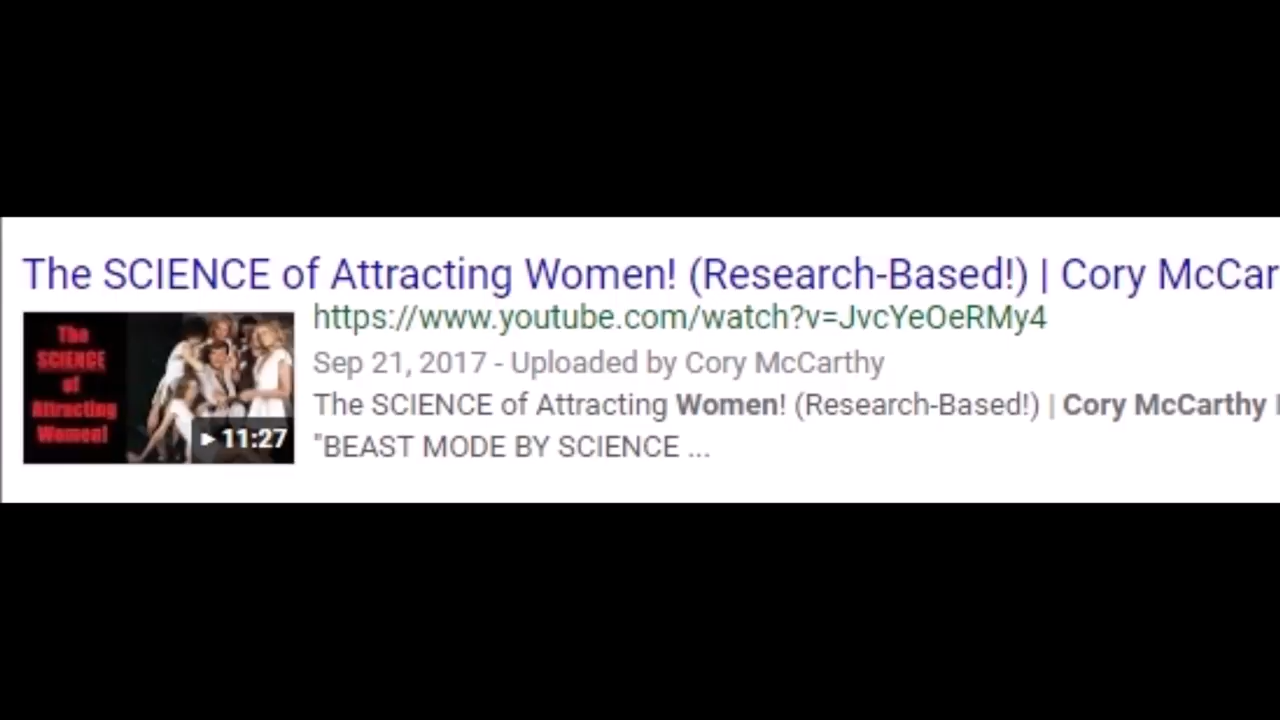 The SCIENCE of Attracting Women! (Research-Based!) | Cory McCar
The
SCIENCE
of
Attracting
Women!
11:27
https://www.youtube.com/watch?v=JvcYeOeRMy4
Sep 21, 2017 - Uploaded by Cory McCarthy
The SCIENCE of Attracting Women! (Research-Based!) | Cory McCarthy
"BEAST MODE BY SCIENCE ...